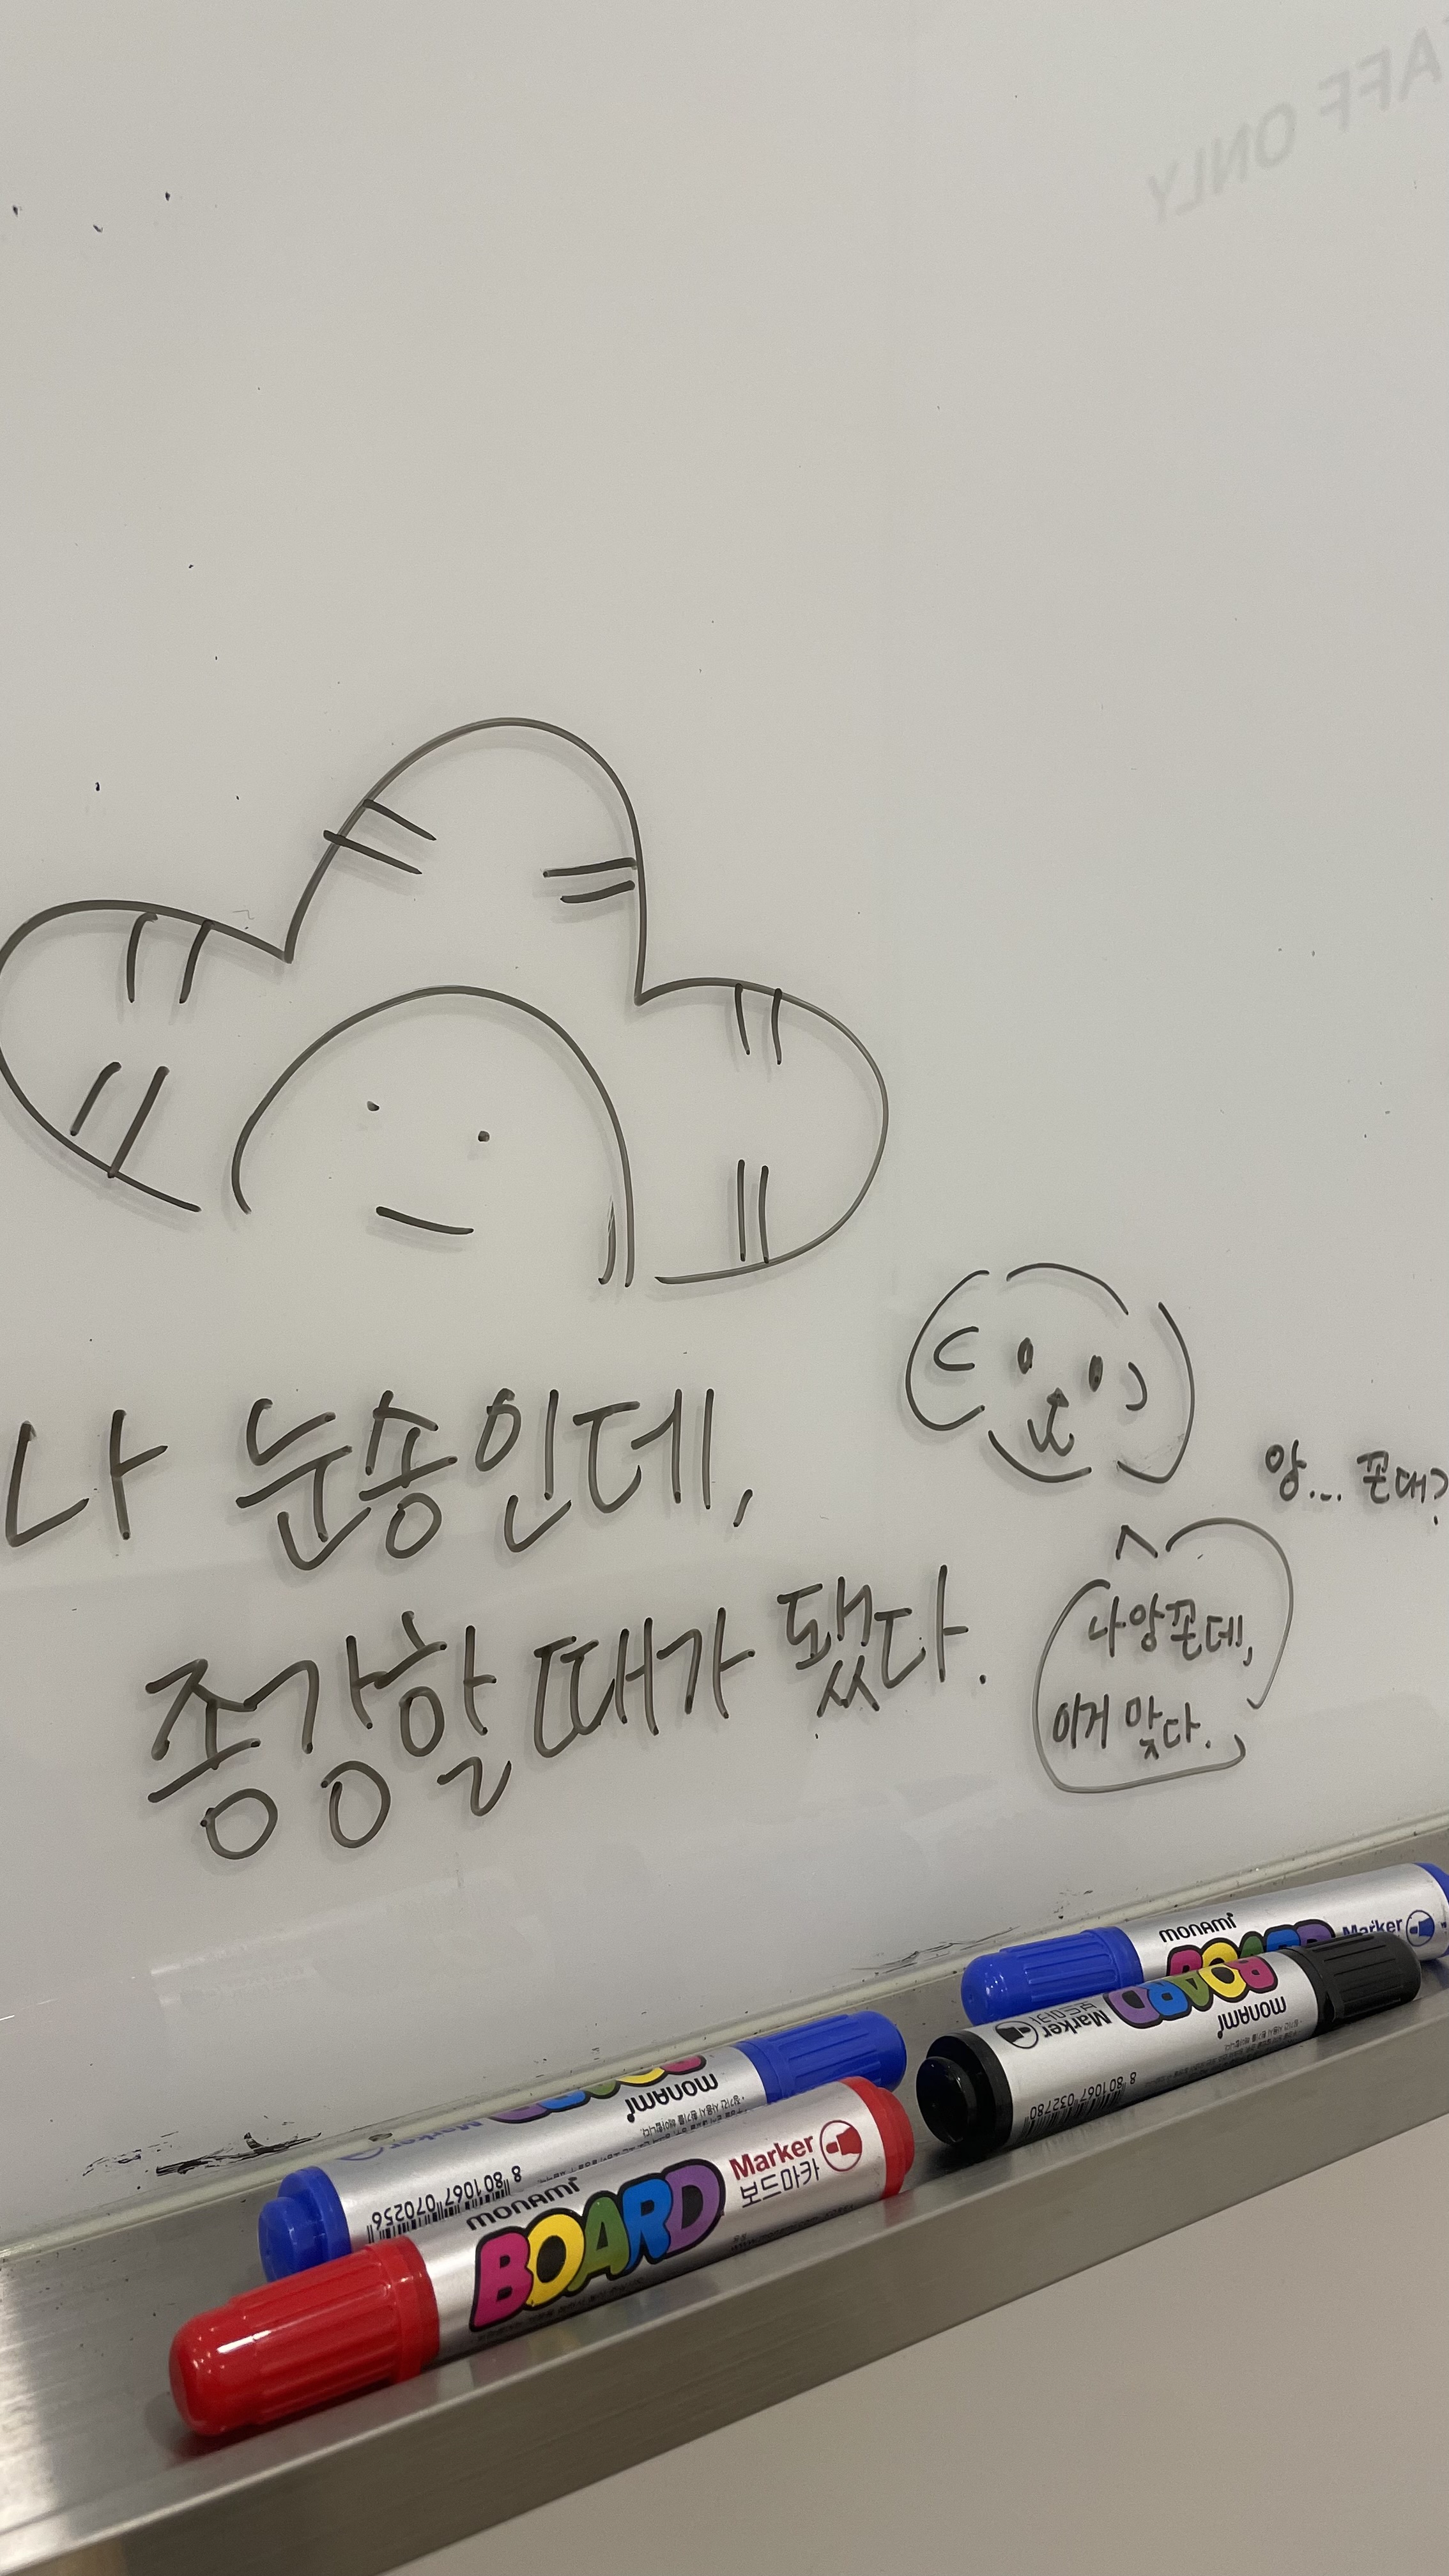 AFF ONLY
나 눈송인데,
종강할 때가 됐다.
앙... 꼰대?
나앙꼰데,
이게 맞다.
monami
BOARD
Marker
monami
BOARD
Marker
보드마카
8 801067 032780
monami
Marker
8 801067 070256
monami
BOARD
Marker
보드마카